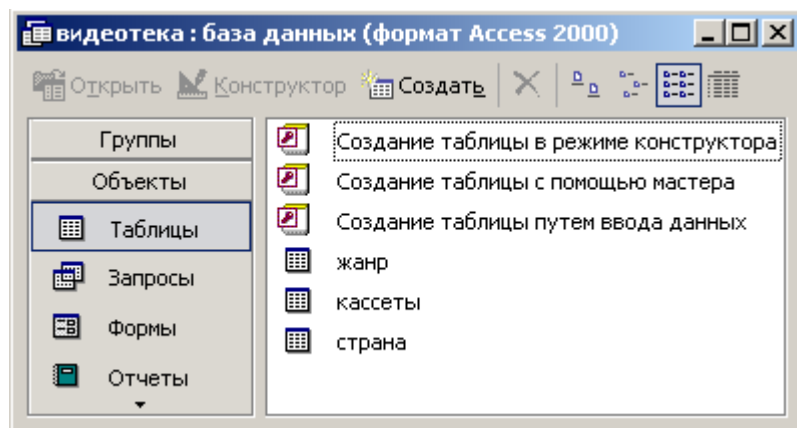 видеотека : база данных (формат Access 2000)
Открыть Конструктор Создать
Группы
Объекты
Таблицы
Запросы
Формы
Отчеты
Создание таблицы в режиме конструктора
Создание таблицы с помощью мастера
Создание таблицы путем ввода данных
жанр
кассеты
страна